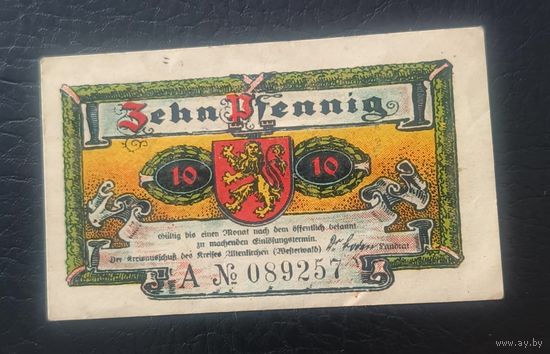 Zehn Pfennig
10 10
Gültig bis einen Monat nach dem öffentlich bekannt
zu machenden Einlösungstermin.
Der Kreisausschuß des Kreises Altenkirchen (Westerwald)
Landrat
A № 089257
www.ay.by